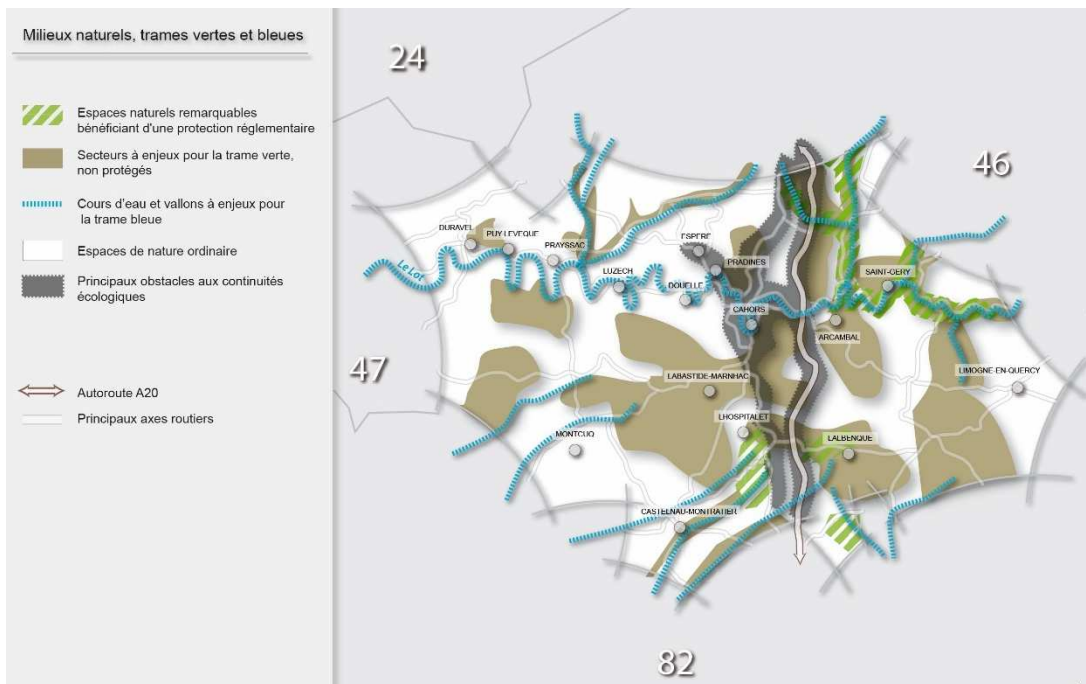 Milieux naturels, trames vertes et bleues
24
Espaces naturels remarquables
bénéficiant d'une protection réglementaire
Secteurs à enjeux pour la trame verte,
non protégés
46
Cours d'eau et vallons à enjeux pour
la trame bleue
Espaces de nature ordinaire
Principaux obstacles aux continuités
écologiques
Autoroute A20
Principaux axes routiers
DURAVEL
PUY LEVEQUE
PRAYSSAC
ESPERE
PRADINES
Le Lot
LUZECH
DOUELLE
SAINT-GERY
CAHORS
ARCAMBAL
47
LABASTIDE-MARNHAC
LIMOGNE-EN-QUERCY
LHOSPITALET
MONTCUQ
LALBENQUE
CASTELNAU-MONTRATIER
82